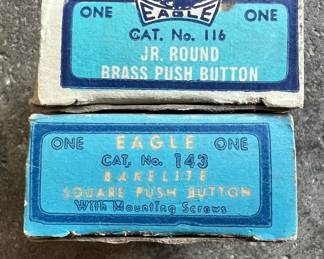 EAGLE
ONE ONE
CAT. No. 116
JR. ROUND
BRASS PUSH BUTTON
ONE EAGLE ONE
CAT. No. 143
BAKELITE
SQUARE PUSH BUTTON
With Mounting Screws